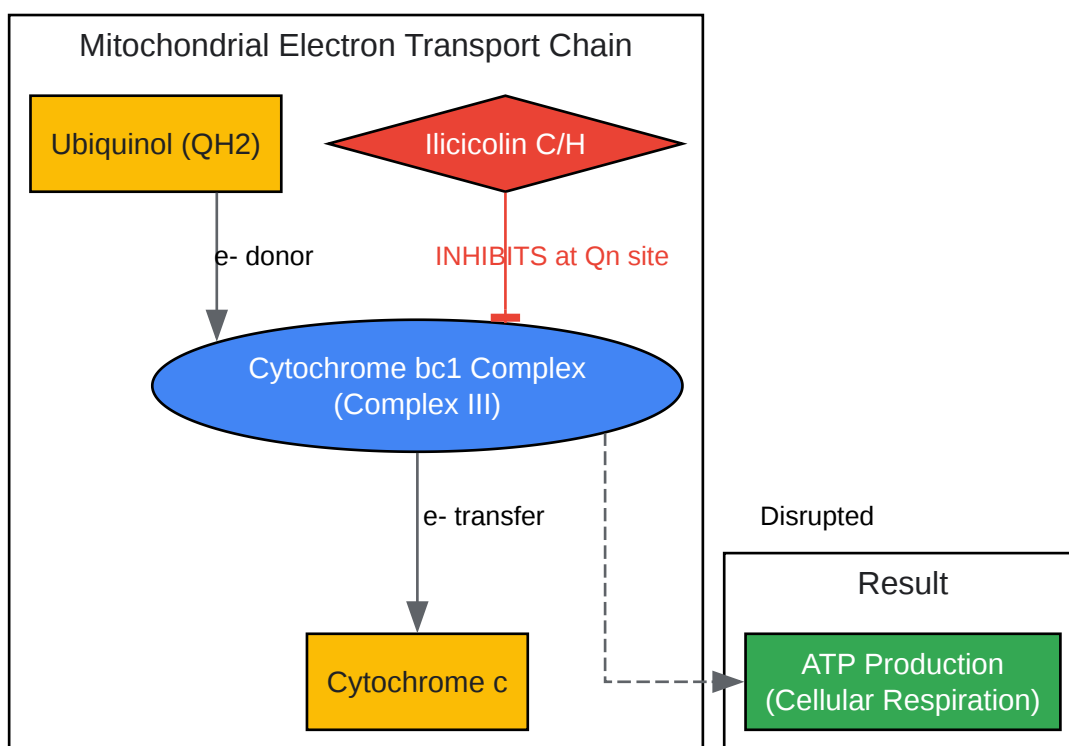 Mitochondrial Electron Transport Chain
Ubiquinol (QH2)
Ilicicolin C/H
e- donor
INHIBITS at Qn site
Cytochrome bc1 Complex
(Complex III)
e- transfer
Disrupted
Result
Cytochrome c
ATP Production
(Cellular Respiration)